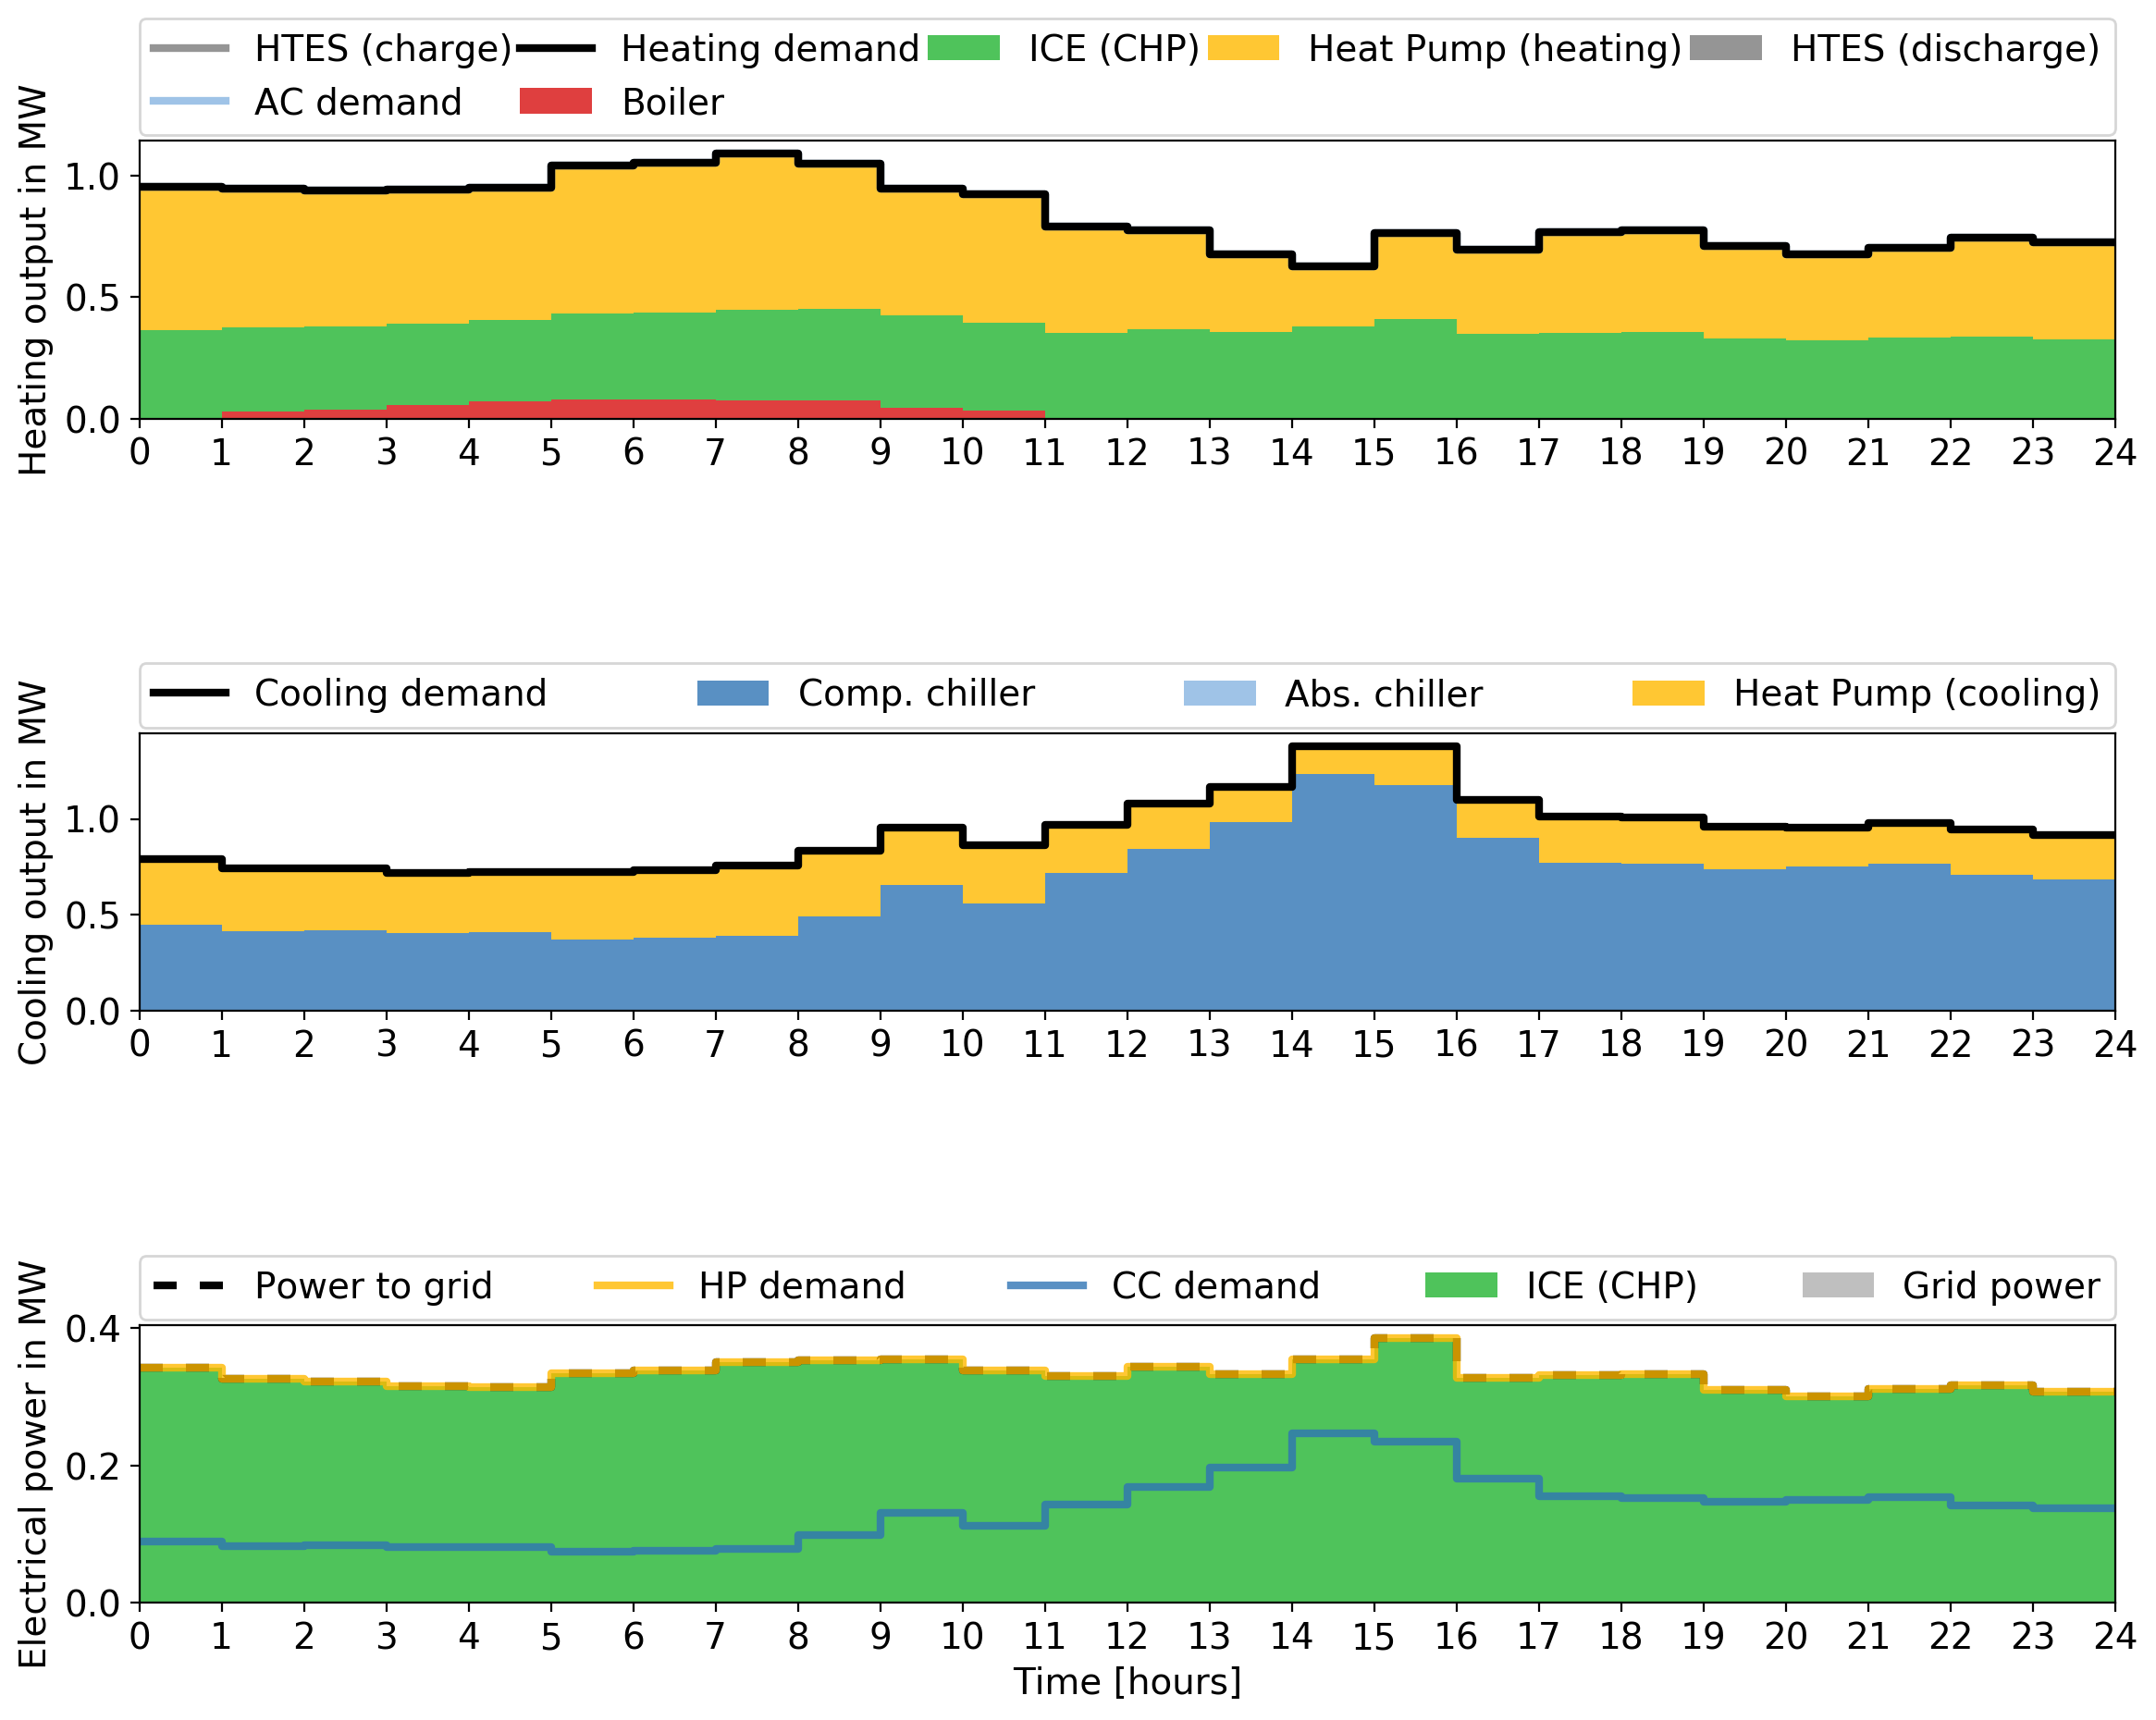 HTES (charge) Heating demand ICE (CHP) Heat Pump (heating) HTES (discharge)
AC demand Boiler
Heating output in MW
1.0
0.5
0.0
0 1 2 3 4 5 6 7 8 9 10 11 12 13 14 15 16 17 18 19 20 21 22 23 24
Cooling demand Comp. chiller Abs. chiller Heat Pump (cooling)
Cooling output in MW
1.0
0.5
0.0
0 1 2 3 4 5 6 7 8 9 10 11 12 13 14 15 16 17 18 19 20 21 22 23 24
Power to grid HP demand CC demand ICE (CHP) Grid power
Electrical power in MW
0.4
0.2
0.0
0 1 2 3 4 5 6 7 8 9 10 11 12 13 14 15 16 17 18 19 20 21 22 23 24
Time [hours]